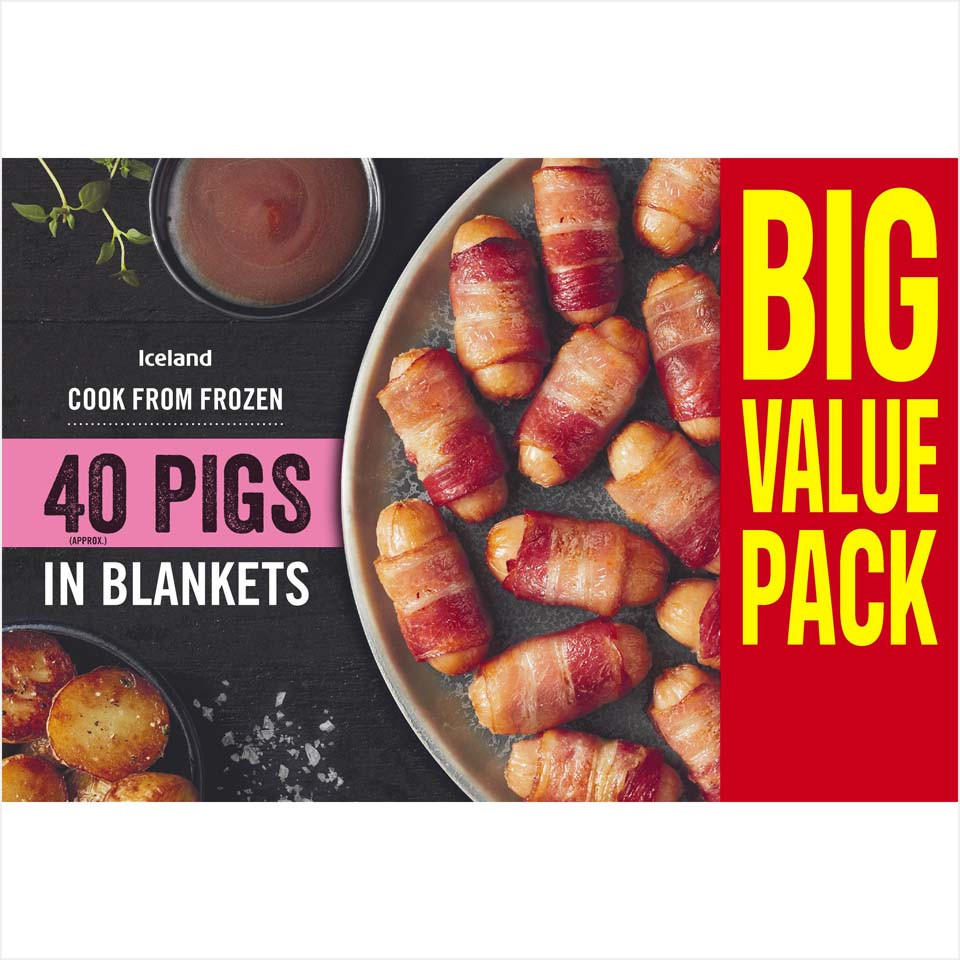 Iceland
COOK FROM FROZEN
40 PIGS
(APPROX.)
IN BLANKETS
BIG
VALUE
PACK